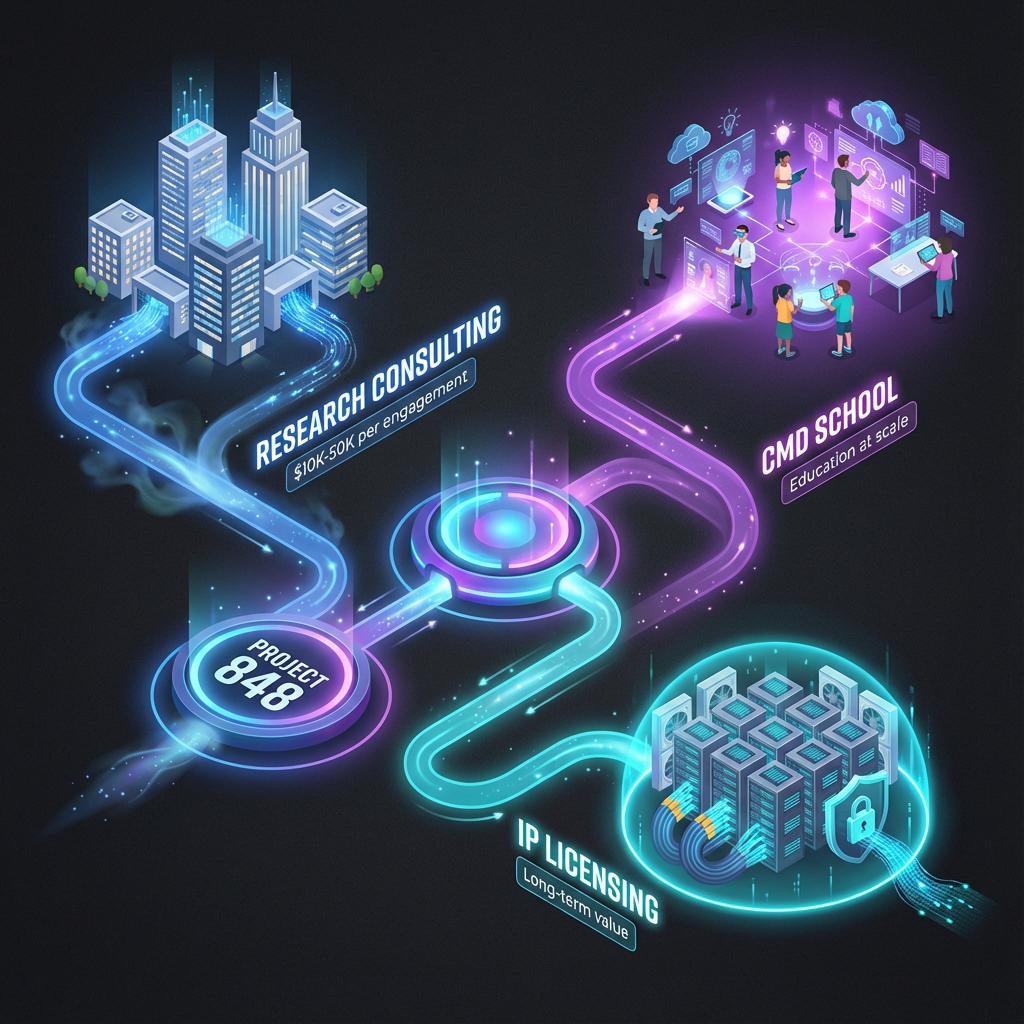 RESEARCH CONSULTING
$10K-50K per engagement
CMD SCHOOL
Education at scale
PROJECT
848
IP LICENSING
Long-term value